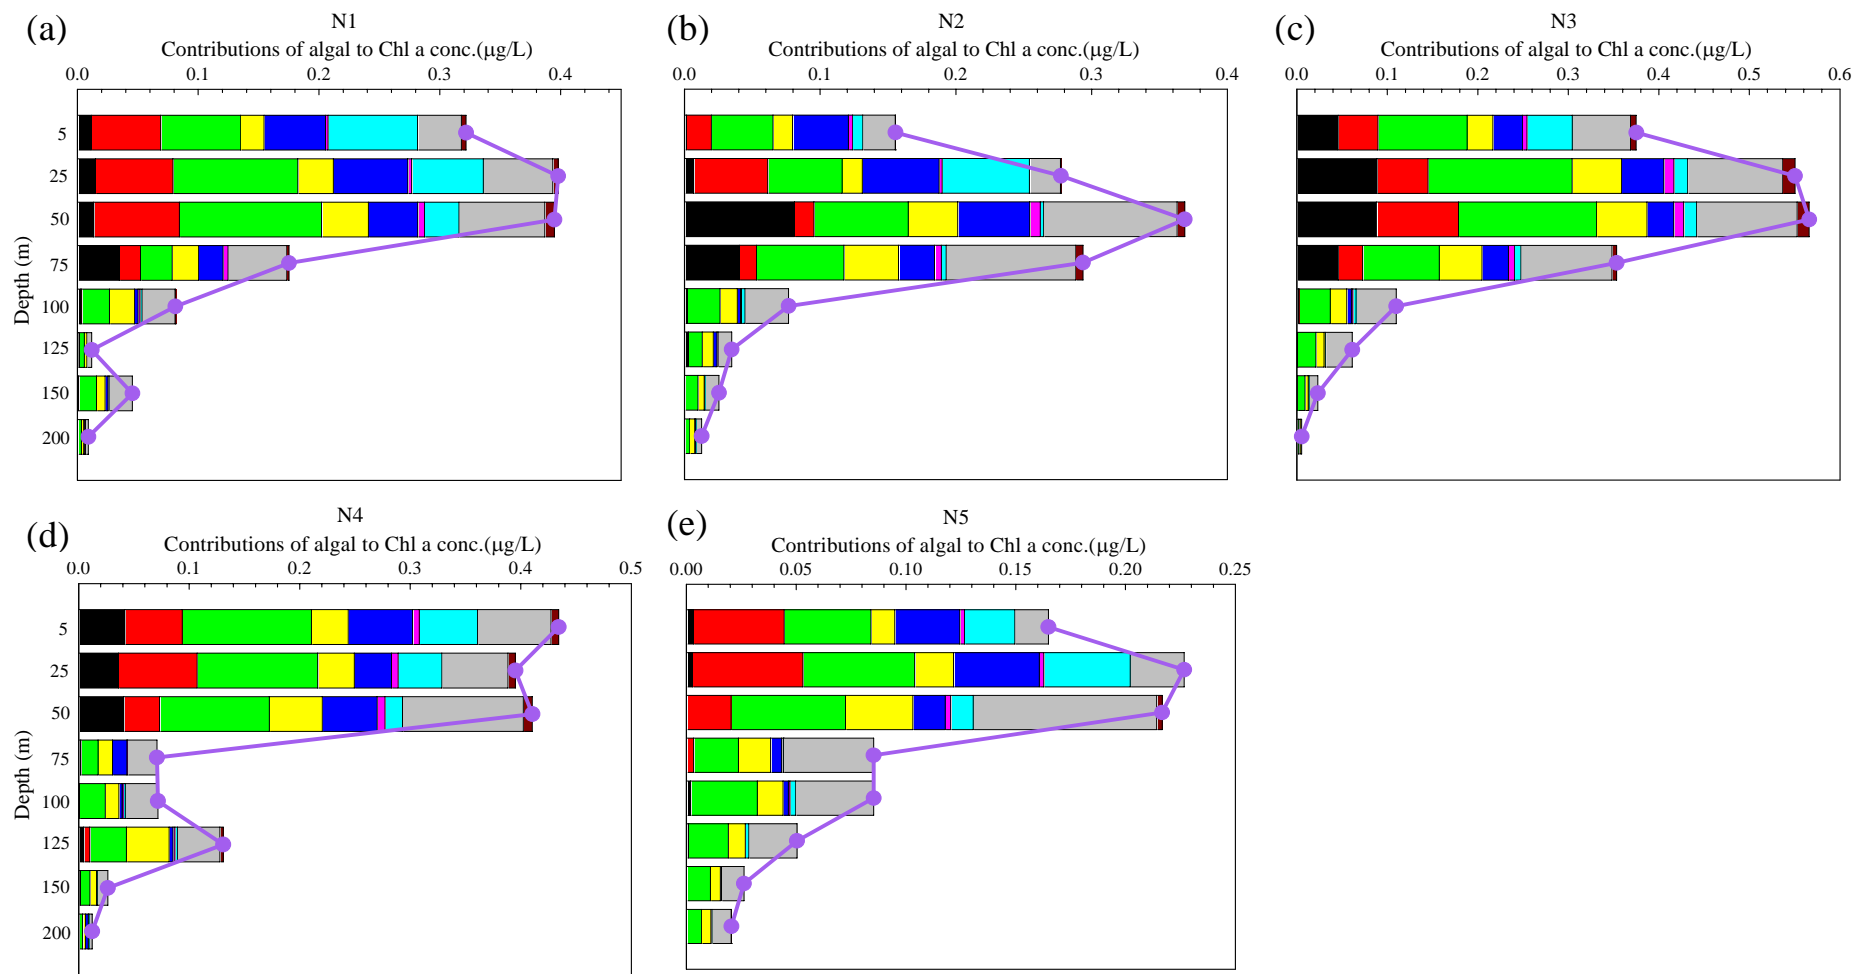 (a)
N1
Contributions of algal to Chl a conc.(μg/L)
0.0 0.1 0.2 0.3 0.4
Depth (m)
5
25
50
75
100
125
150
200
(b)
N2
Contributions of algal to Chl a conc.(μg/L)
0.0 0.1 0.2 0.3 0.4
(c)
N3
Contributions of algal to Chl a conc.(μg/L)
0.0 0.1 0.2 0.3 0.4 0.5 0.6
(d)
N4
Contributions of algal to Chl a conc.(μg/L)
0.0 0.1 0.2 0.3 0.4 0.5
Depth (m)
5
25
50
75
100
125
150
200
(e)
N5
Contributions of algal to Chl a conc.(μg/L)
0.00 0.05 0.10 0.15 0.20 0.25